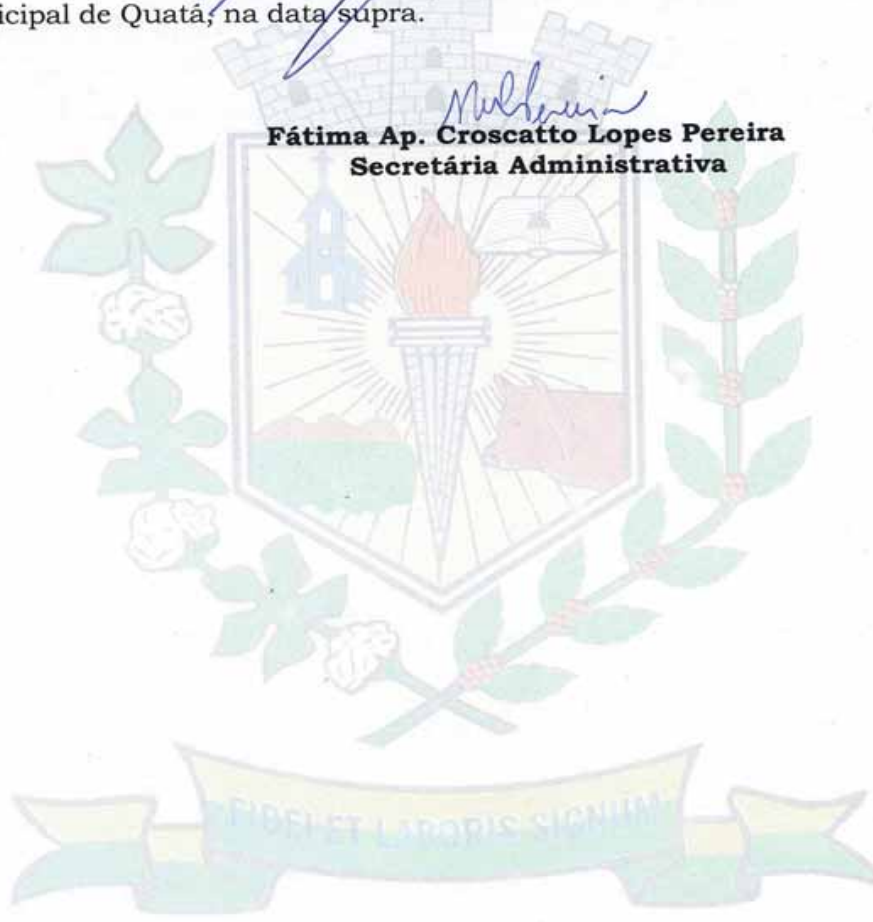 icipal de Quatá, na data supra.
Fátima Ap. Croscatto Lopes Pereira
Secretária Administrativa
FIDEI ET LABORIS SIGNUM